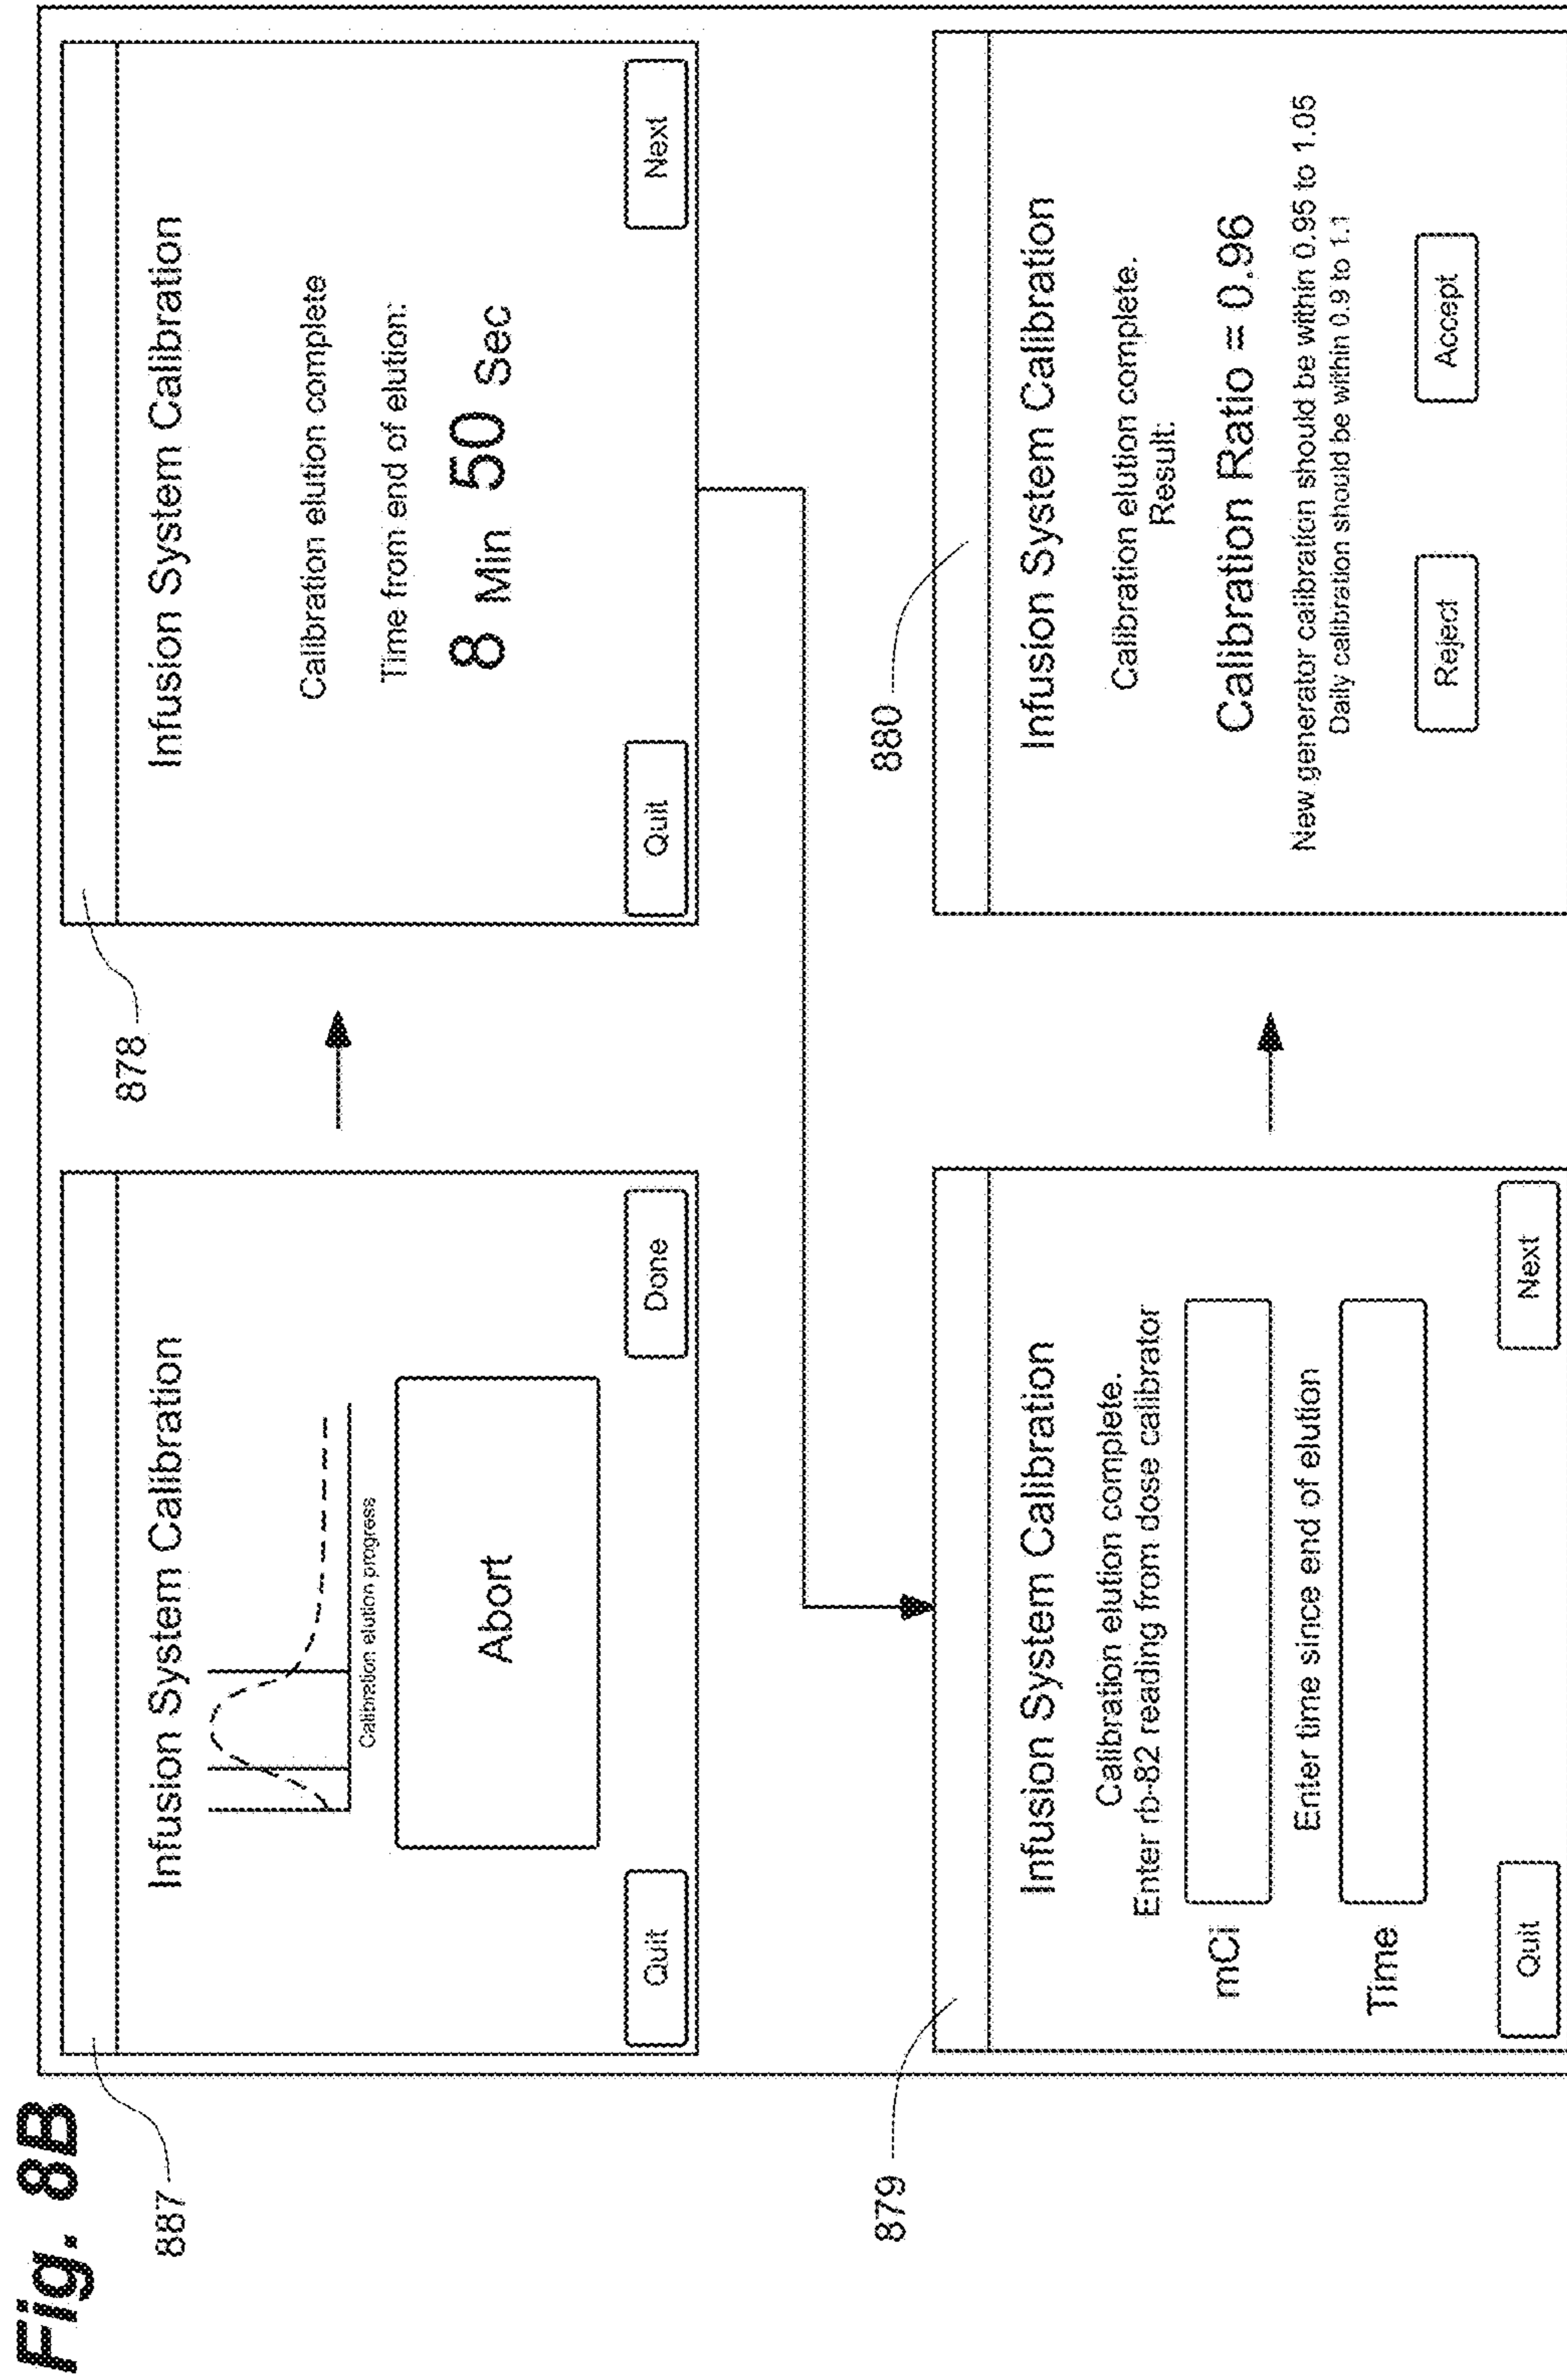 Fig. 8B
887
Infusion System Calibration
Calibration elution progress
Abort
Quit
Done
878
Infusion System Calibration
Calibration elution complete
Time from end of elution:
8 Min 50 Sec
Quit
Next
879
Infusion System Calibration
Calibration elution complete.
Enter rb-82 reading from dose calibrator
mCi
Enter time since end of elution
Time
Quit
Next
880
Infusion System Calibration
Calibration elution complete.
Result:
Calibration Ratio = 0.96
New generator calibration should be within 0.95 to 1.05
Daily calibration should be within 0.9 to 1.1
Reject
Accept